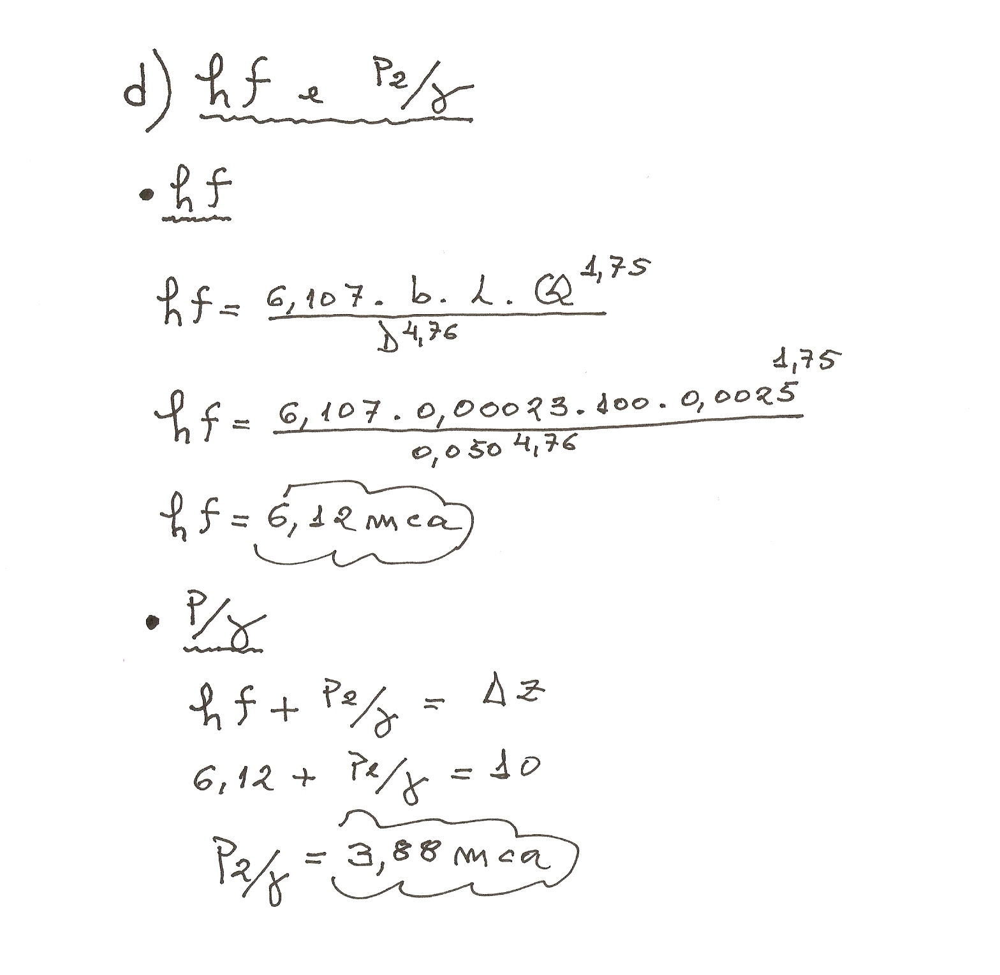 d) hf e P2/γ
• hf
hf = 6,107 . b. L. Q^1,75
D^4,76
hf = 6,107 . 0,00023 . 100 . 0,0025^1,75
0,050^4,76
hf = 6,12 mca
• P/γ
hf + P2/γ = Δz
6,12 + P2/γ = 10
P2/γ = 3,88 mca